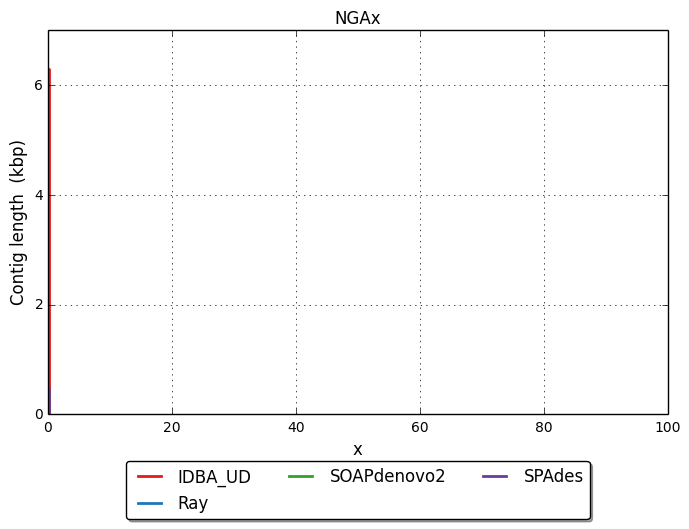 NGAx
6
4
2
0
Contig length (kbp)
0 20 40 60 80 100
x
IDBA_UD SOAPdenovo2 SPAdes
Ray